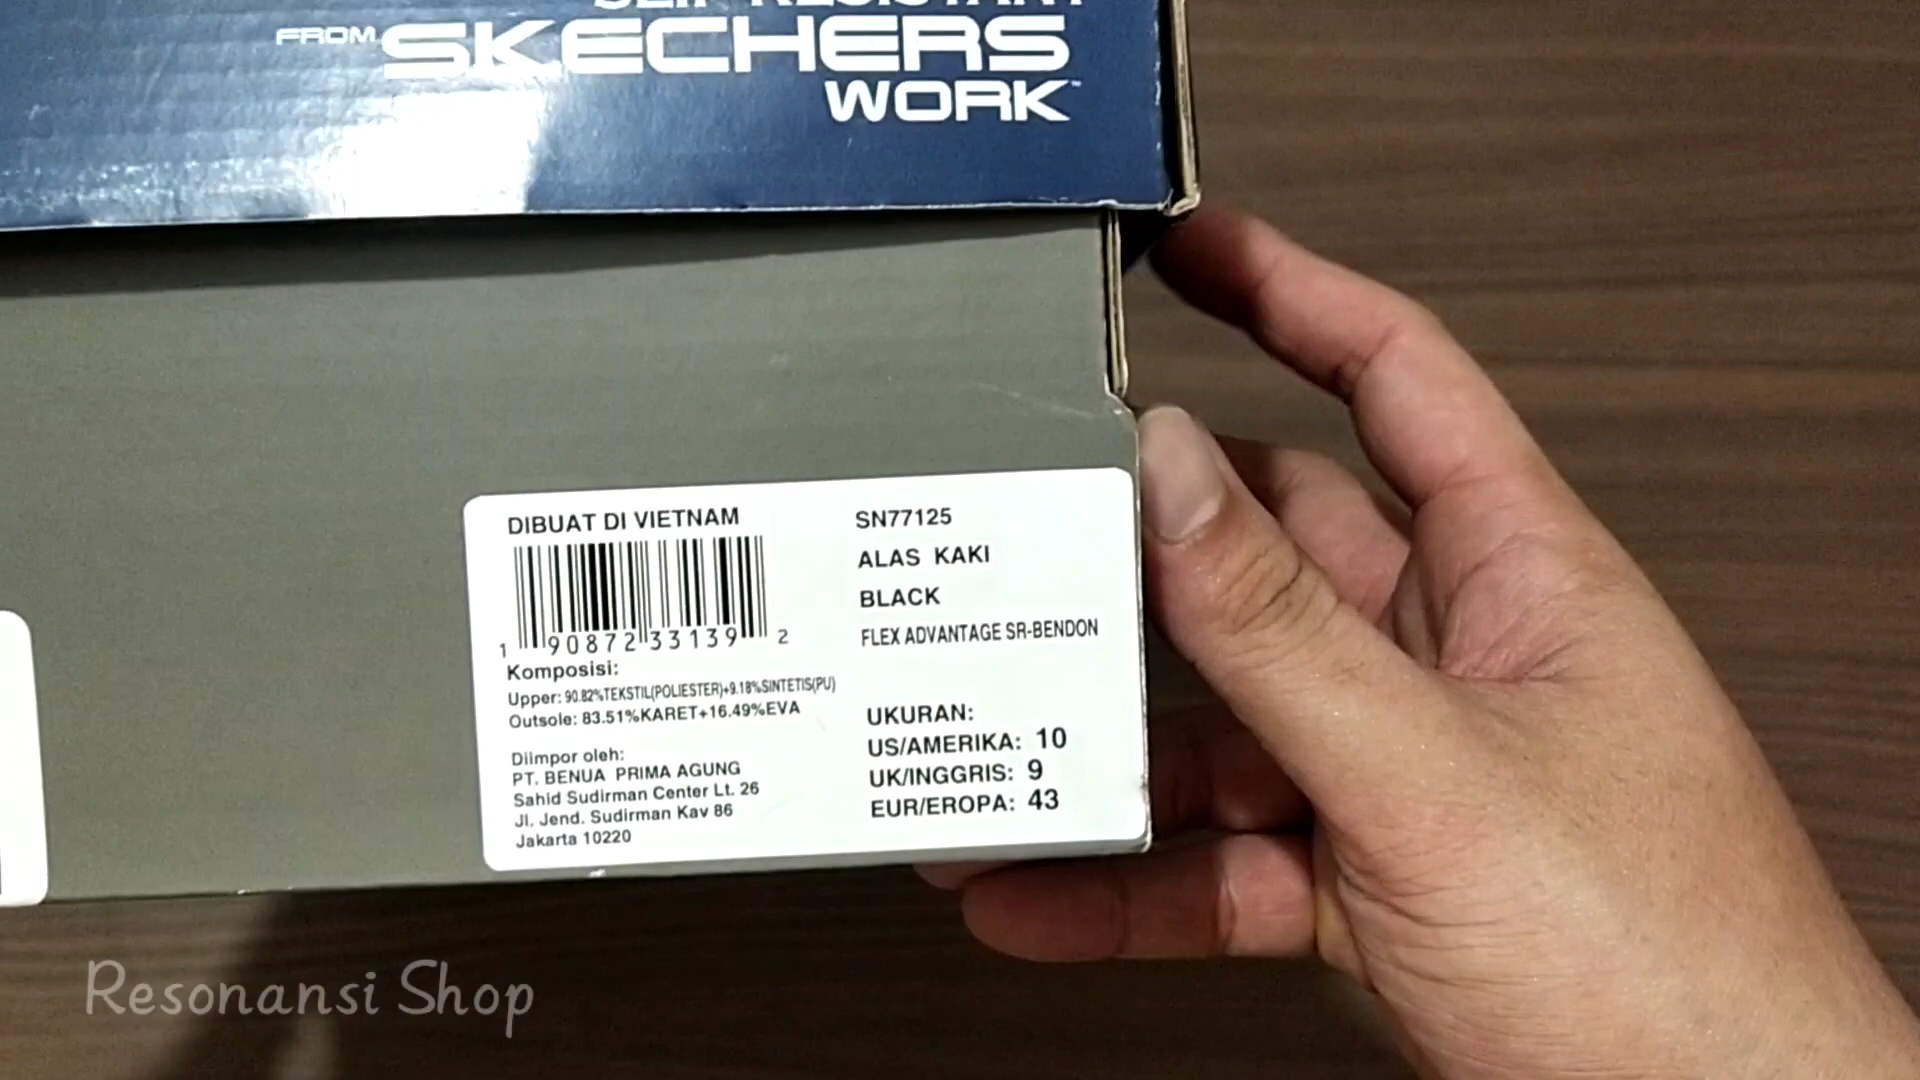 SLIP RESISTANT
FROM SKECHERS
WORK™
DIBUAT DI VIETNAM
1 90872 33139 2
Komposisi:
Upper: 90.82%TEKSTIL(POLIESTER)+9.18%SINTETIS(PU)
Outsole: 83.51%KARET+16.49%EVA
Diimpor oleh:
PT. BENUA PRIMA AGUNG
Sahid Sudirman Center Lt. 26
Jl. Jend. Sudirman Kav 86
Jakarta 10220
SN77125
ALAS KAKI
BLACK
FLEX ADVANTAGE SR-BENDON
UKURAN:
US/AMERIKA: 10
UK/INGGRIS: 9
EUR/EROPA: 43
Resonansi Shop